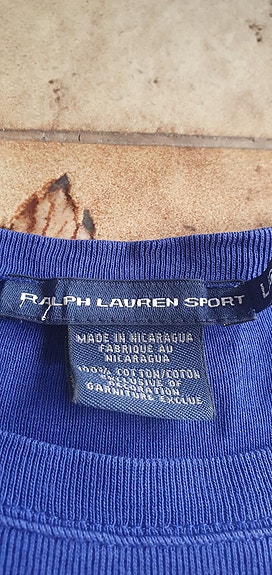 RALPH LAUREN SPORT
L
MADE IN NICARAGUA
FABRIQUE AU
NICARAGUA
100% COTTON/COTON
EXCLUSIVE OF
DECORATION
GARNITURE EXCLUE